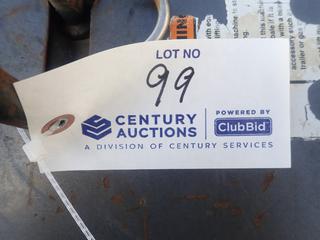 LOT NO
99
CENTURY
AUCTIONS
POWERED BY
ClubBid
A DIVISION OF CENTURY SERVICES